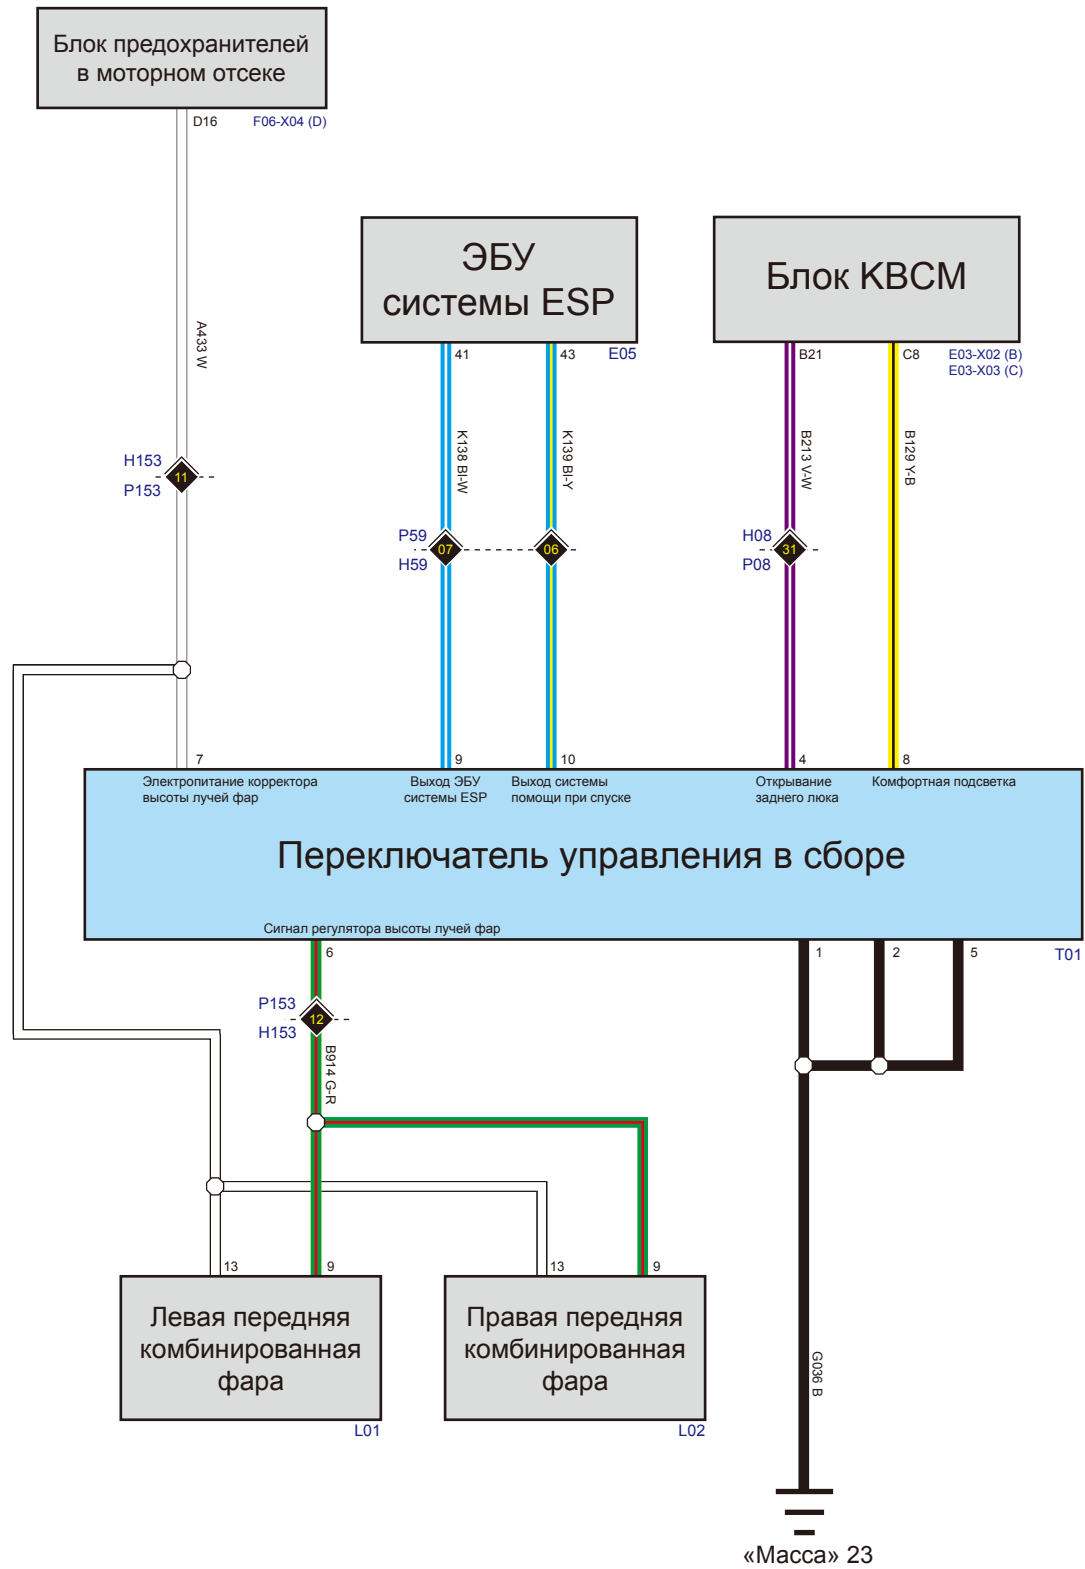 Блок предохранителей
в моторном отсеке
D16
F06-X04 (D)
A433 W
H153
P153
11
ЭБУ
системы ESP
41
43
E05
K138 Bl-W
K139 Bl-Y
P59
H59
07
06
Блок KBCM
B21
C8
E03-X02 (B)
E03-X03 (C)
B213 V-W
B129 Y-B
H08
P08
31
7
9
10
4
8
Электропитание корректора
высоты лучей фар
Выход ЭБУ
системы ESP
Выход системы
помощи при спуске
Открывание
заднего люка
Комфортная подсветка
Переключатель управления в сборе
Сигнал регулятора высоты лучей фар
6
1
2
5
T01
P153
H153
12
B914 G-R
13
9
13
9
Левая передняя
комбинированная
фара
L01
Правая передняя
комбинированная
фара
L02
G036 B
«Масса» 23